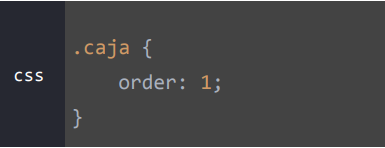 css
.caja {
    order: 1;
}